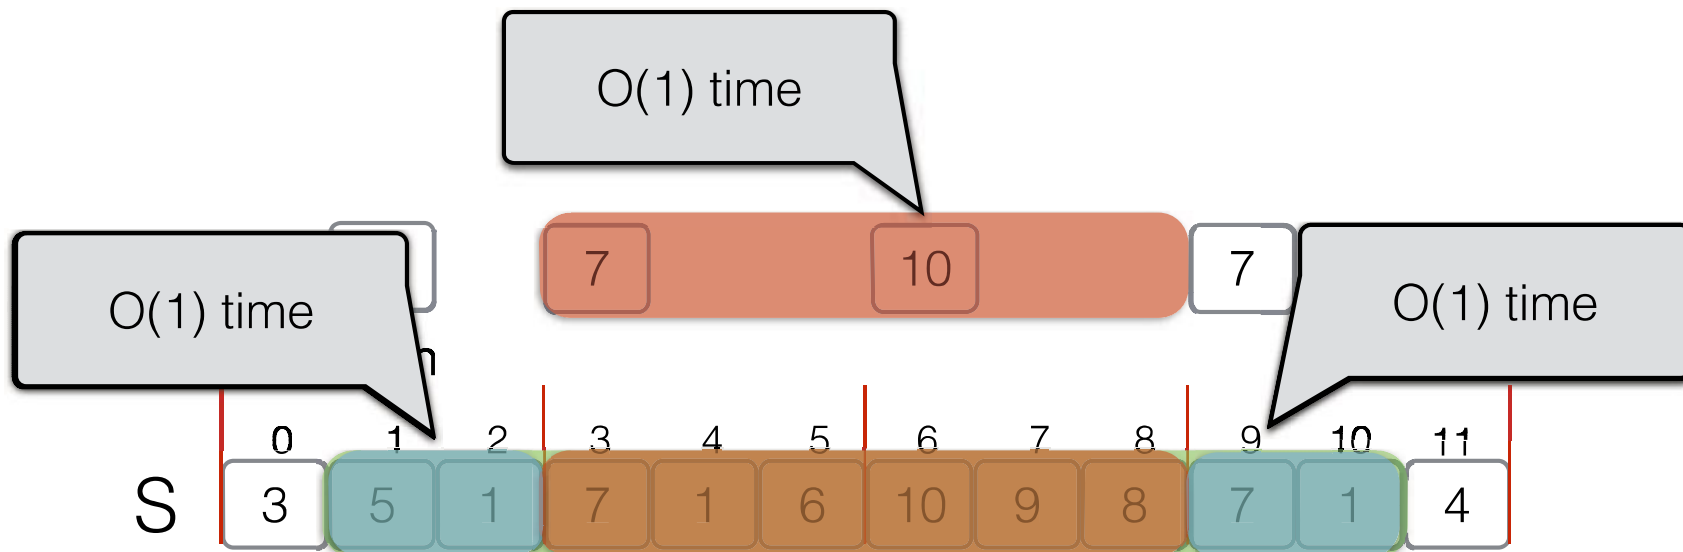 O(1) time
7 10 7
O(1) time O(1) time
0 1 2 3 4 5 6 7 8 9 10 11
S 3 5 1 7 1 6 10 9 8 7 1 4